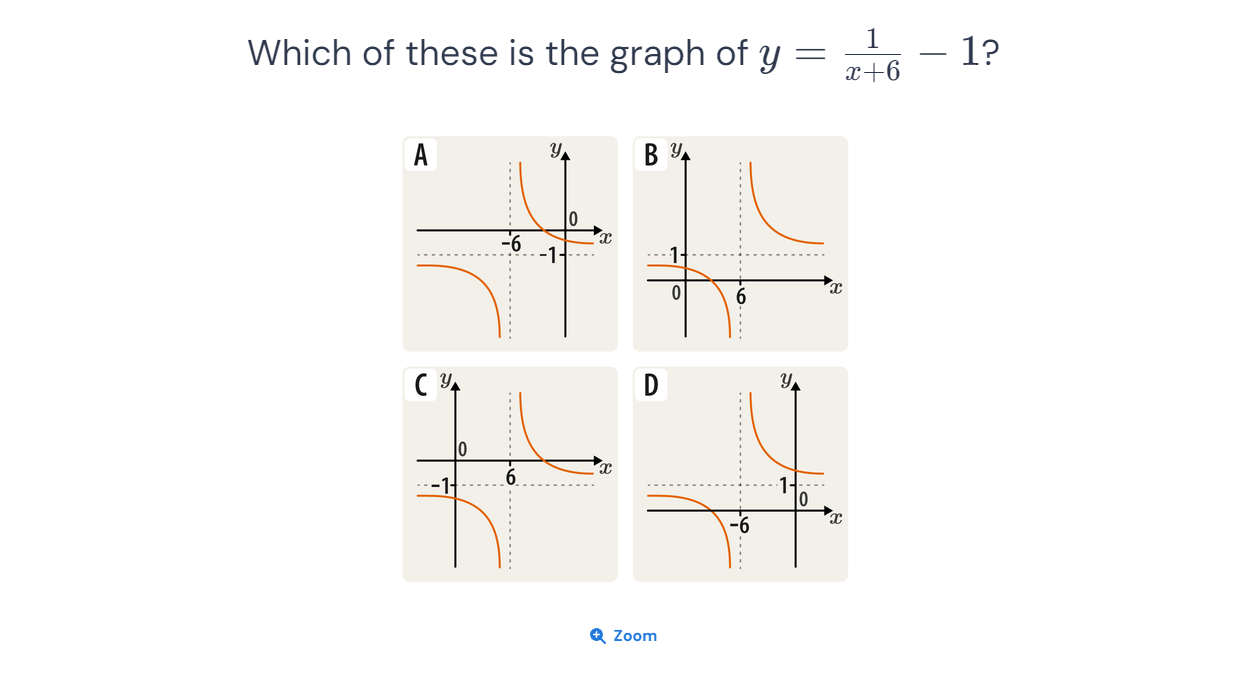 Which of these is the graph of y = 1/(x+6) − 1?
A y 0 x -6 -1
B y 1 0 6 x
C y 0 x 6 -1
D y 1 0 x -6
Zoom